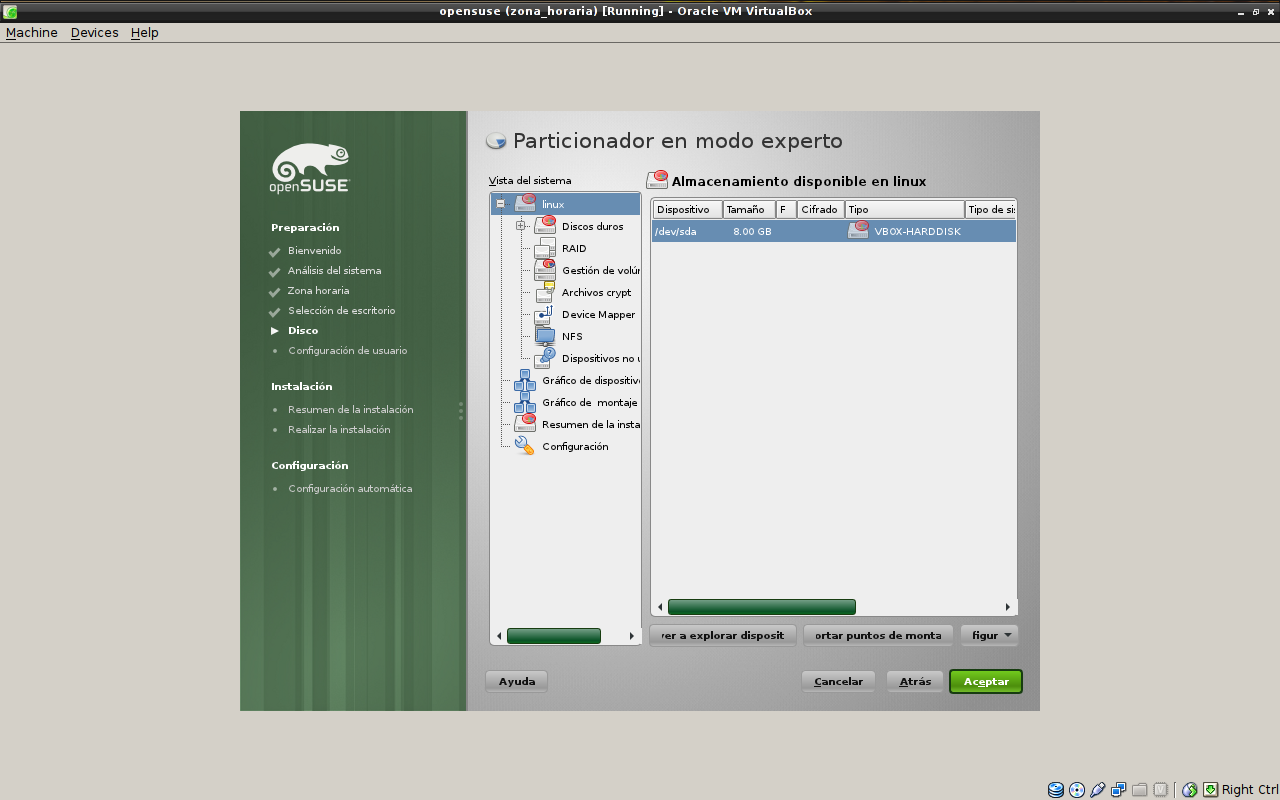 opensuse (zona_horaria) [Running] - Oracle VM VirtualBox
Machine Devices Help
openSUSE
Preparación
Bienvenido
Análisis del sistema
Zona horaria
Selección de escritorio
Disco
Configuración de usuario
Instalación
Resumen de la instalación
Realizar la instalación
Configuración
Configuración automática
Particionador en modo experto
Vista del sistema
linux
Discos duros
RAID
Gestión de volúr
Archivos crypt
Device Mapper
NFS
Dispositivos no u
Gráfico de dispositivo
Gráfico de montaje
Resumen de la insta
Configuración
Almacenamiento disponible en linux
Dispositivo Tamaño F Cifrado Tipo Tipo de sis
/dev/sda 8.00 GB VBOX-HARDDISK
ver a explorar disposit ortar puntos de monta figur
Ayuda Cancelar Atrás Aceptar
Right Ctrl